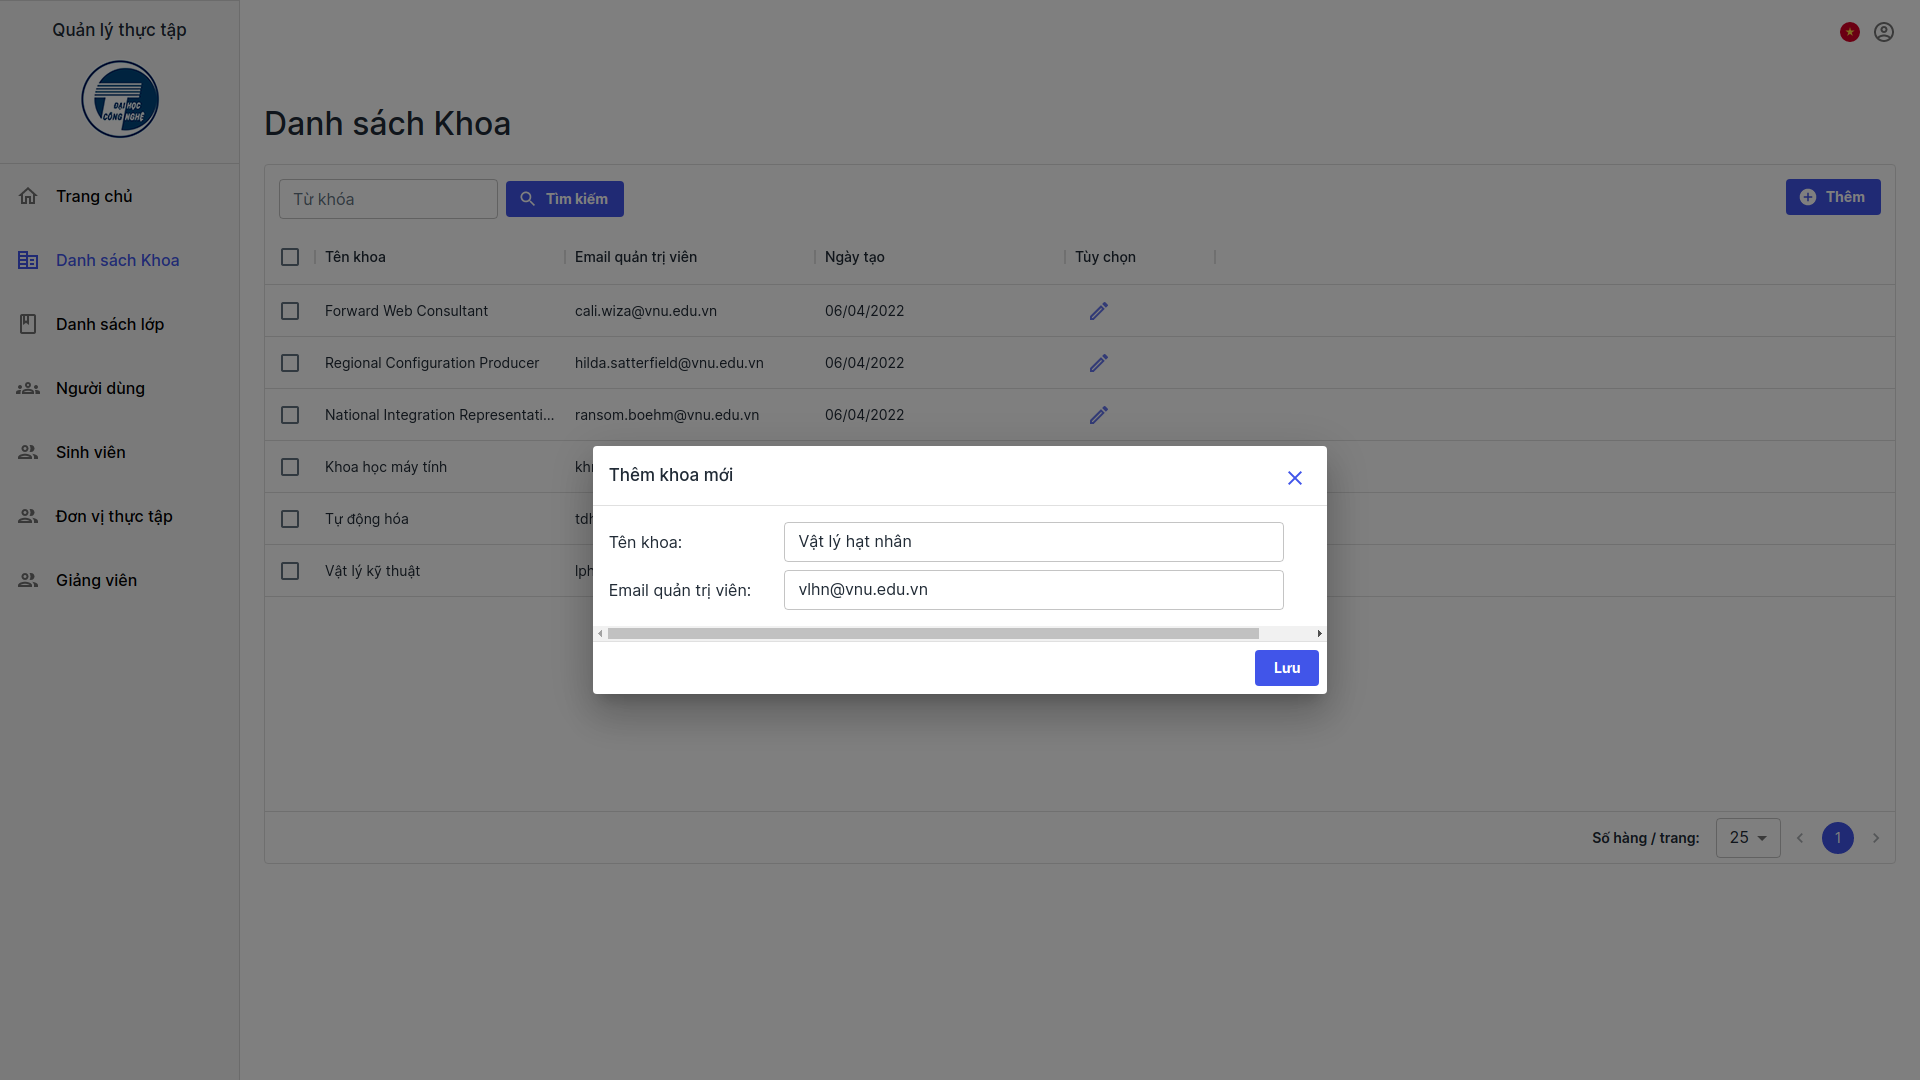 Quản lý thực tập
ĐẠI HỌC
CÔNG NGHỆ
Trang chủ
Danh sách Khoa
Danh sách lớp
Người dùng
Sinh viên
Đơn vị thực tập
Giảng viên
Danh sách Khoa
Từ khóa
Tìm kiếm
Thêm
Tên khoa
Email quản trị viên
Ngày tạo
Tùy chọn
Forward Web Consultant
cali.wiza@vnu.edu.vn
06/04/2022
Regional Configuration Producer
hilda.satterfield@vnu.edu.vn
06/04/2022
National Integration Representati...
ransom.boehm@vnu.edu.vn
06/04/2022
Khoa học máy tính
Tự động hóa
Vật lý kỹ thuật
Thêm khoa mới
Tên khoa:
Vật lý hạt nhân
Email quản trị viên:
vlhn@vnu.edu.vn
Lưu
Số hàng / trang:
25
1